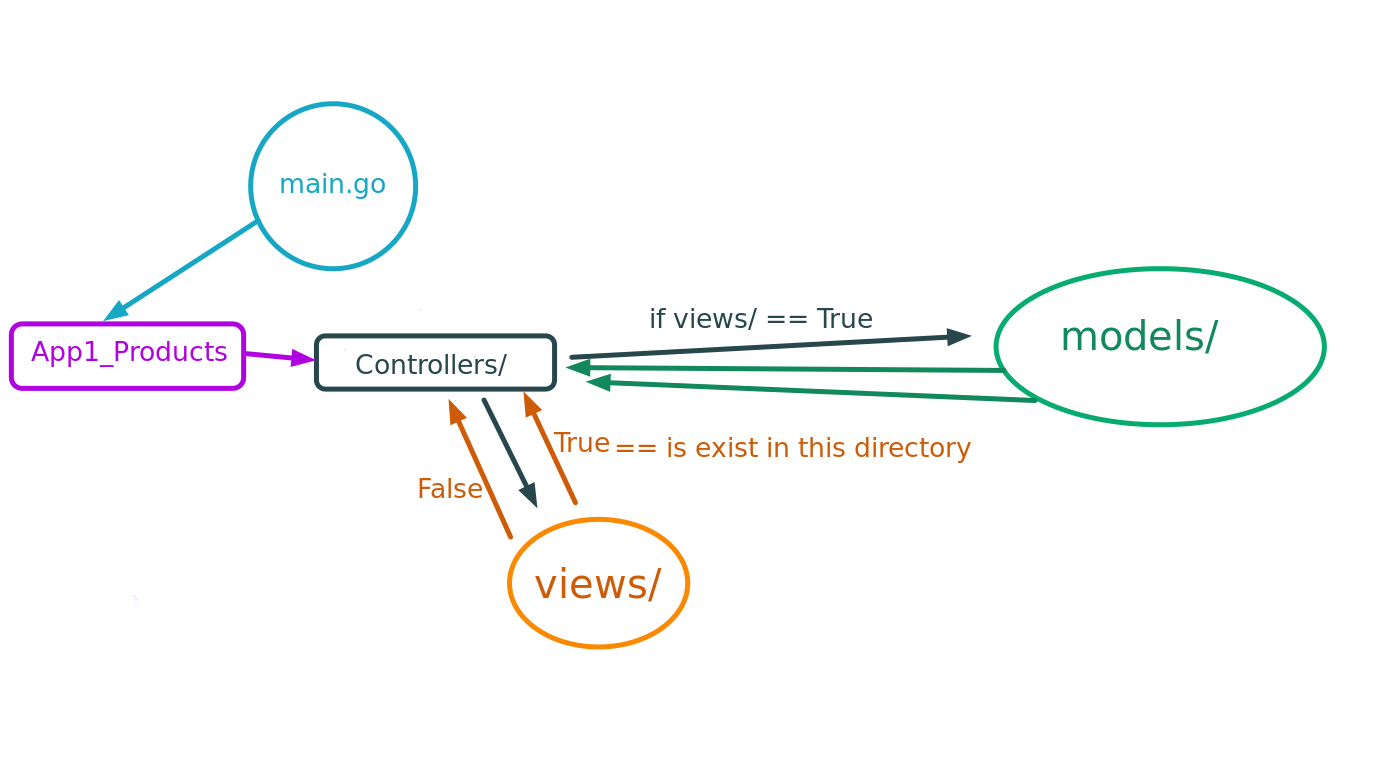 main.go
if views/ == True
models/
App1_Products
Controllers/
True == is exist in this directory
False
views/